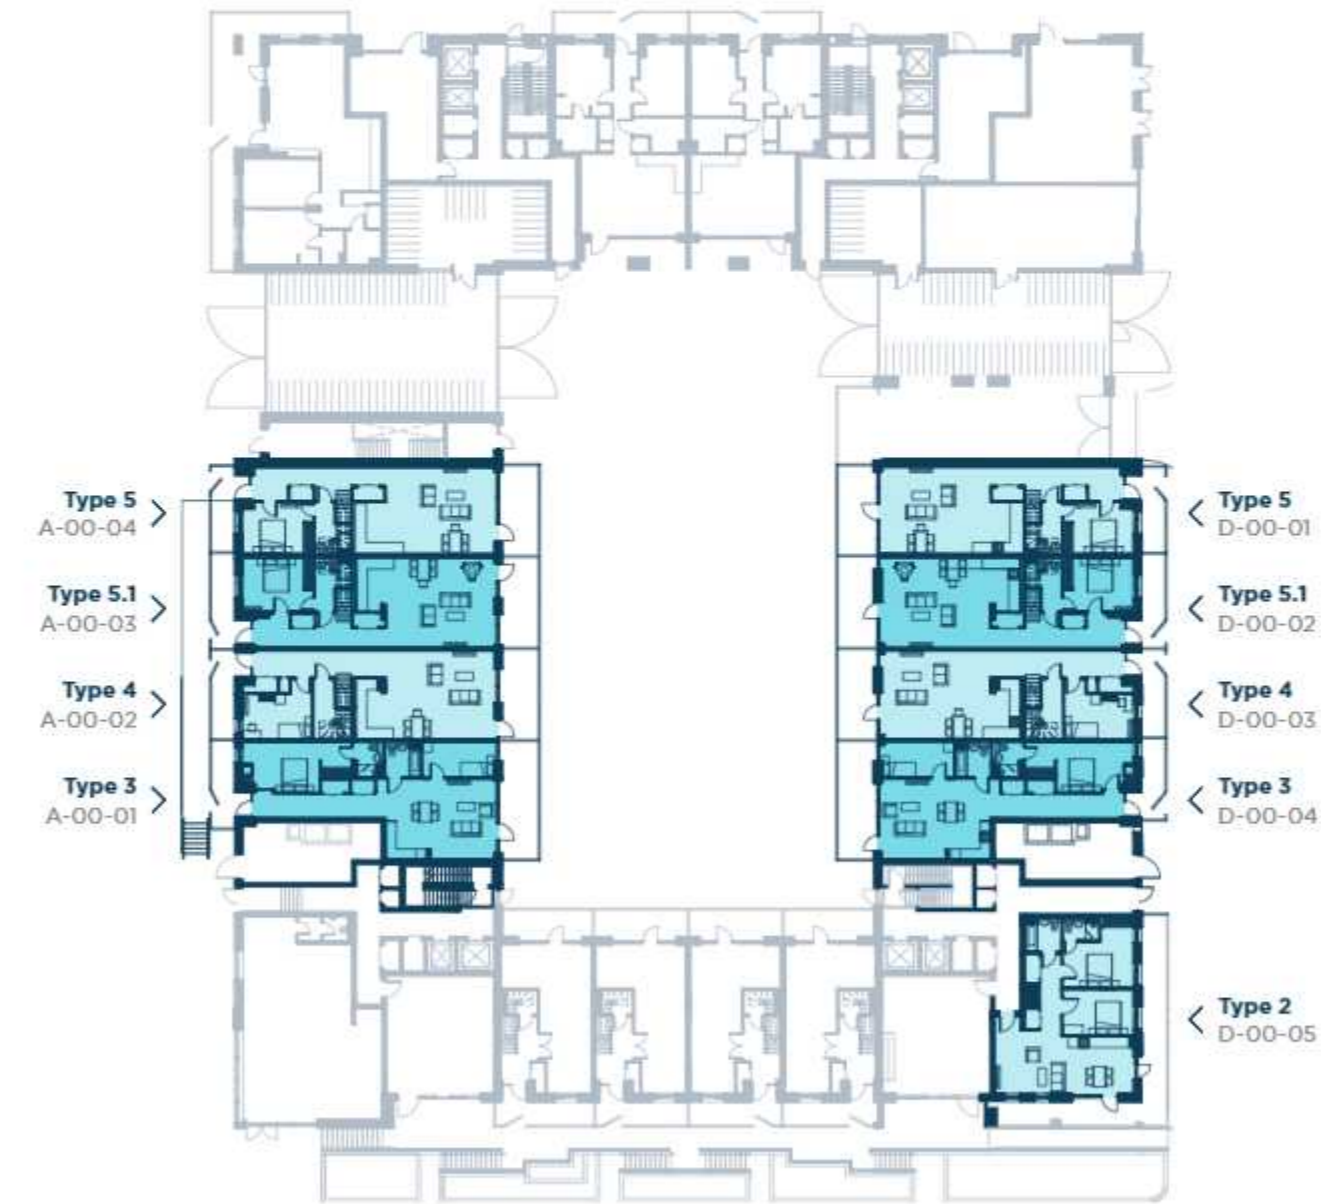 Type 5
A-00-04
Type 5.1
A-00-03
Type 4
A-00-02
Type 3
A-00-01
Type 5
D-00-01
Type 5.1
D-00-02
Type 4
D-00-03
Type 3
D-00-04
Type 2
D-00-05